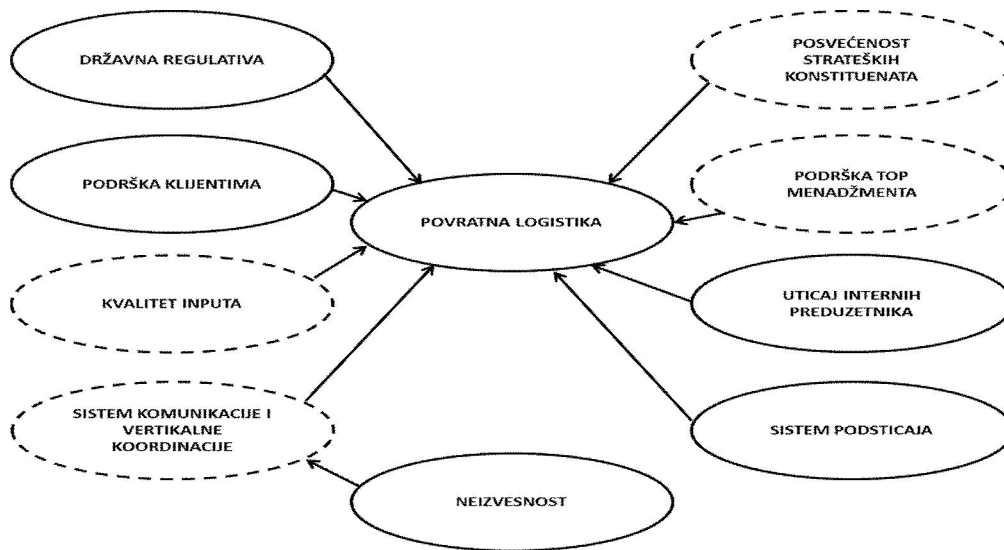 DRŽAVNA REGULATIVA
POSVEĆENOST
STRATEŠKIH
KONSTITUENATA
PODRŠKA KLIJENTIMA
PODRŠKA TOP
MENADŽMENTA
POVRATNA LOGISTIKA
KVALITET INPUTA
UTICAJ INTERNIH
PREDUZETNIKA
SISTEM KOMUNIKACIJE I
VERTIKALNE
KOORDINACIJE
SISTEM PODSTICAJA
NEIZVESNOST